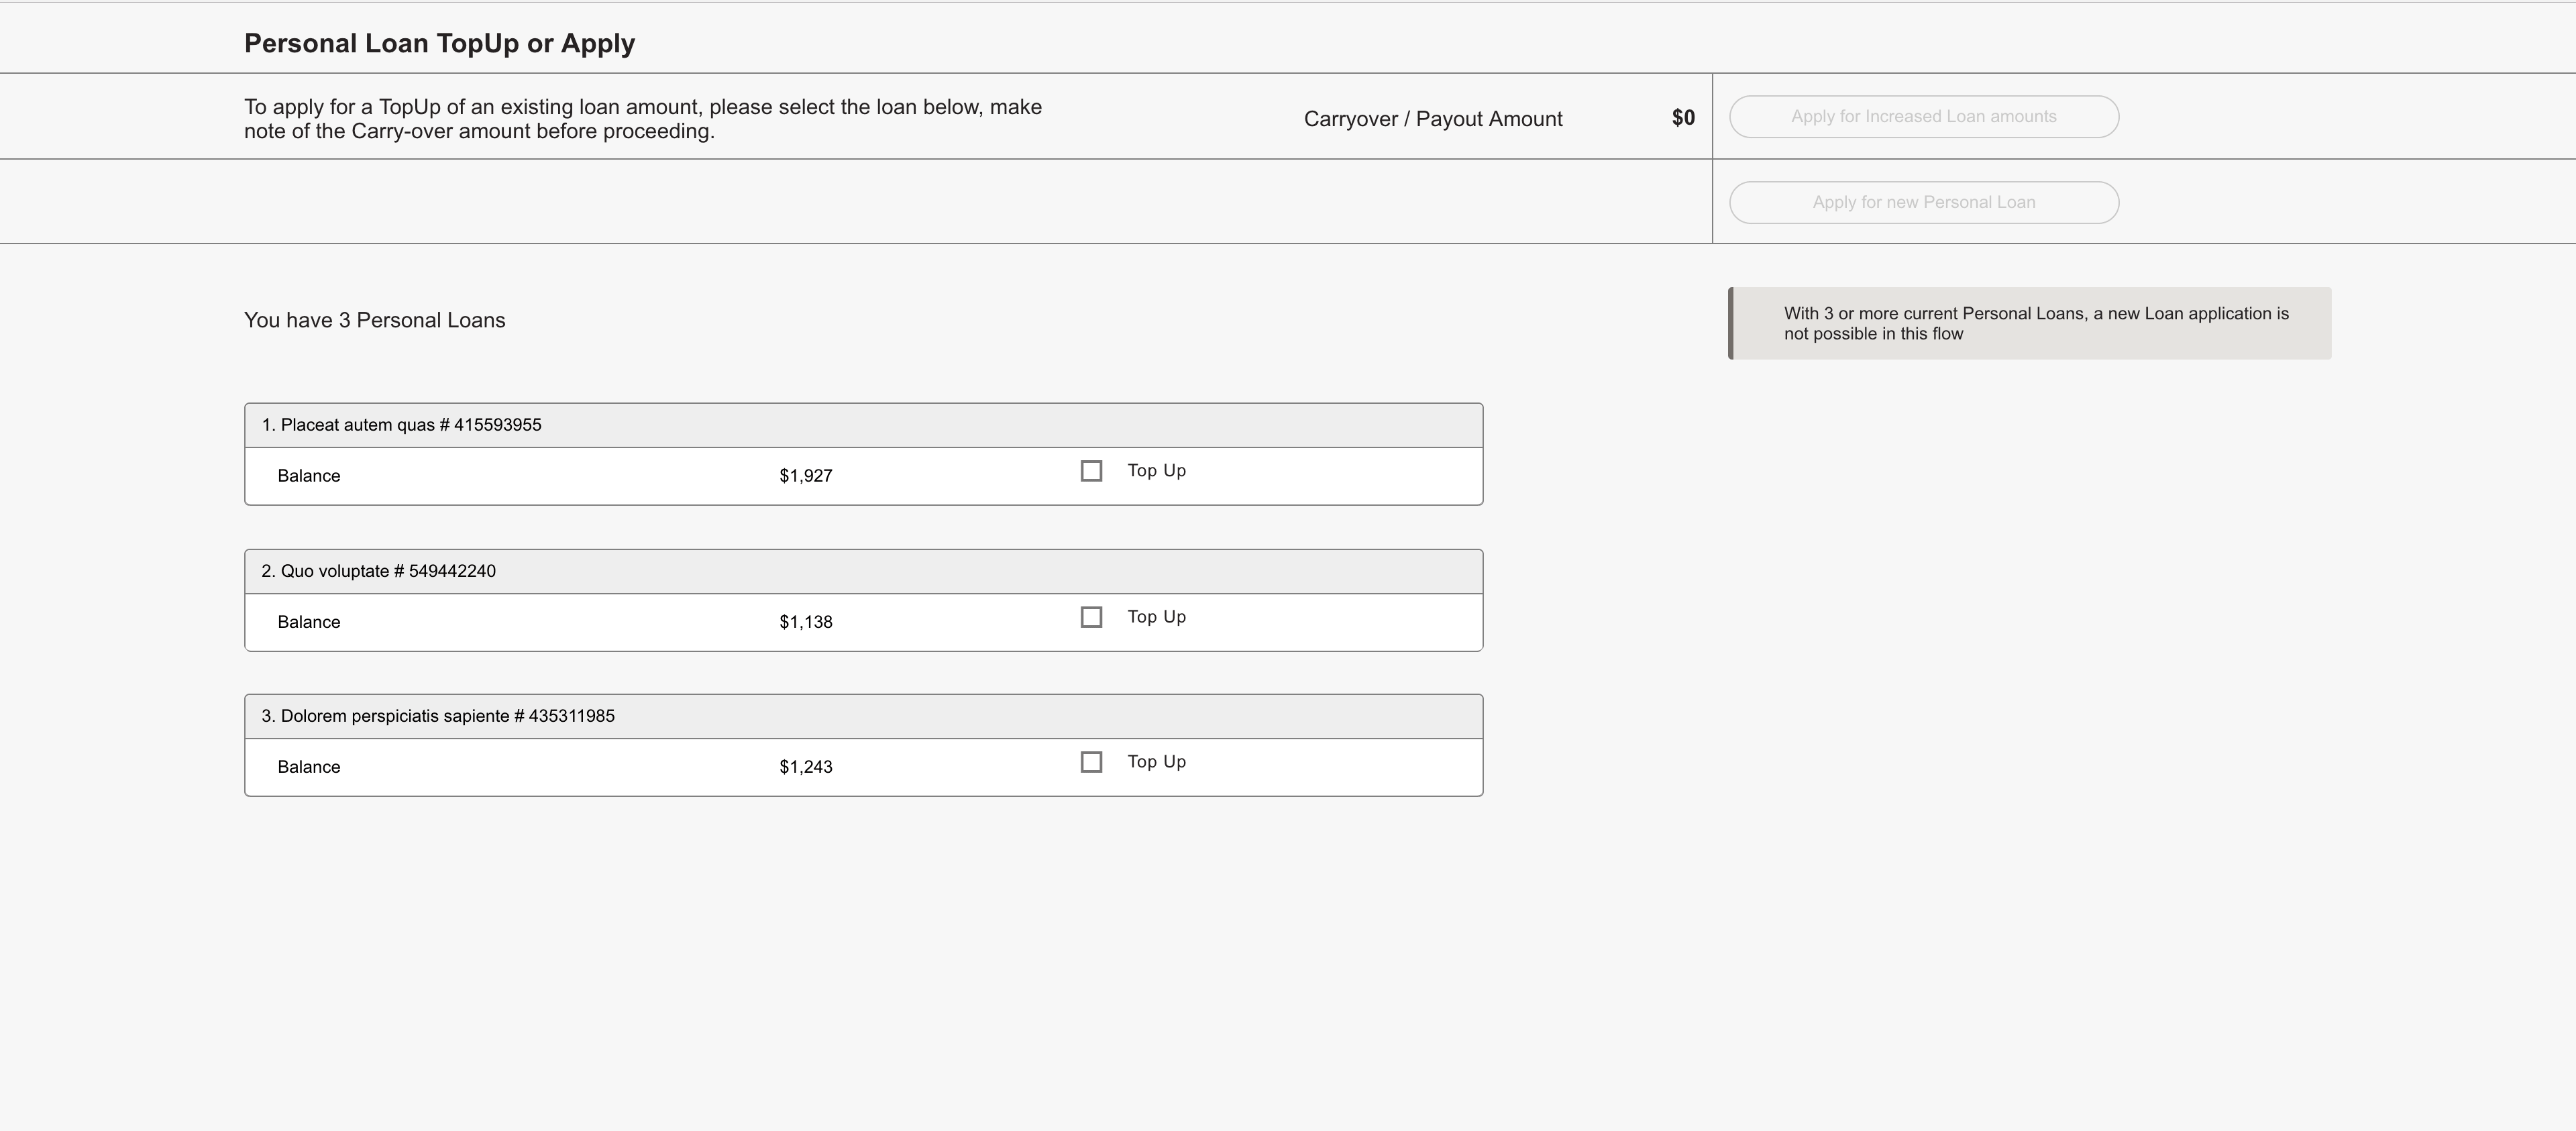 Personal Loan TopUp or Apply
To apply for a TopUp of an existing loan amount, please select the loan below, make
note of the Carry-over amount before proceeding.
Carryover / Payout Amount
$0
Apply for Increased Loan amounts
Apply for new Personal Loan
You have 3 Personal Loans
With 3 or more current Personal Loans, a new Loan application is
not possible in this flow
1. Placeat autem quas # 415593955
Balance
$1,927
Top Up
2. Quo voluptate # 549442240
Balance
$1,138
Top Up
3. Dolorem perspiciatis sapiente # 435311985
Balance
$1,243
Top Up